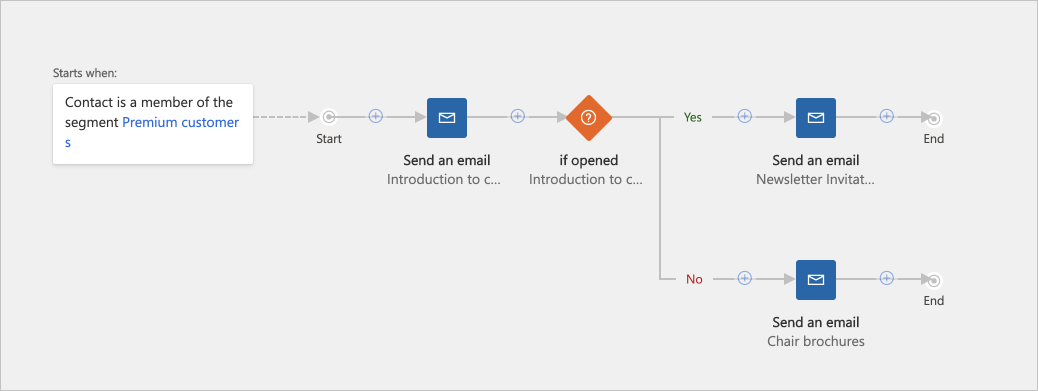 Starts when:
Contact is a member of the
segment Premium customer
s
Start
Send an email
Introduction to c...
if opened
Introduction to c...
Yes
Send an email
Newsletter Invitat...
End
No
Send an email
Chair brochures
End